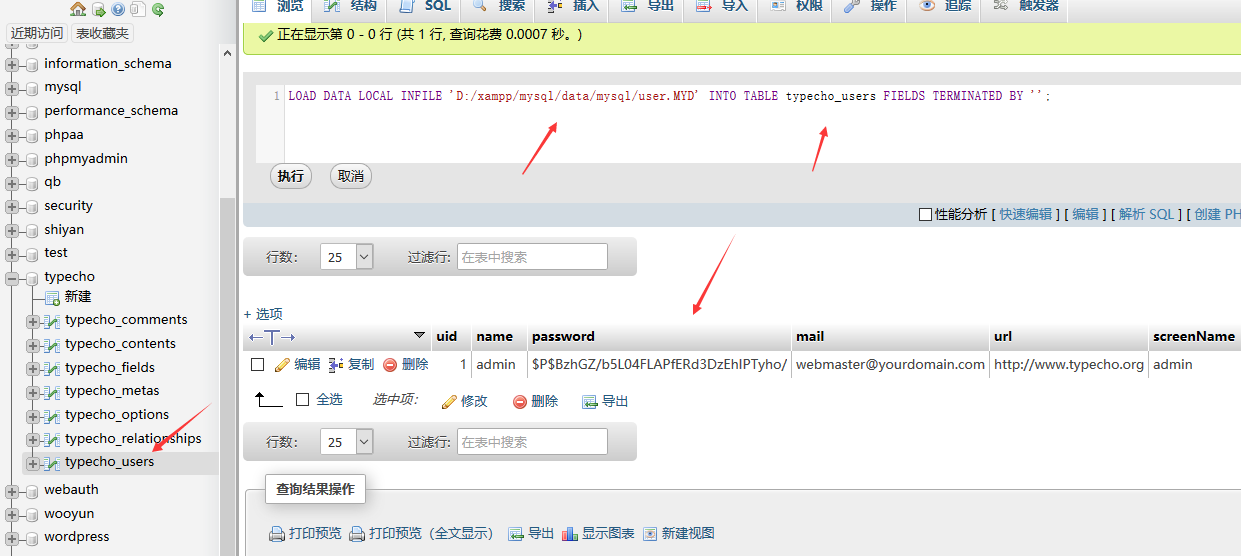 近期访问 表收藏夹
information_schema
mysql
performance_schema
phpaa
phpmyadmin
qb
security
shiyan
test
typecho
新建
typecho_comments
typecho_contents
typecho_fields
typecho_metas
typecho_options
typecho_relationships
typecho_users
webauth
wooyun
wordpress
浏览 结构 SQL 搜索 插入 导出 导入 权限 操作 追踪 触发器
正在显示第 0 - 0 行 (共 1 行, 查询花费 0.0007 秒。)
1 LOAD DATA LOCAL INFILE 'D:/xampp/mysql/data/mysql/user.MYD' INTO TABLE typecho_users FIELDS TERMINATED BY '';
执行 取消
性能分析 [ 快速编辑 ] [ 编辑 ] [ 解析 SQL ] [ 创建 PH
行数: 25 过滤行: 在表中搜索
+ 选项
uid name password mail url screenName
编辑 复制 删除 1 admin $P$BzhGZ/b5L04FLAPfERd3DzEhIPTyho/ webmaster@yourdomain.com http://www.typecho.org admin
全选 选中项: 修改 删除 导出
行数: 25 过滤行: 在表中搜索
查询结果操作
打印预览 打印预览（全文显示） 导出 显示图表 新建视图